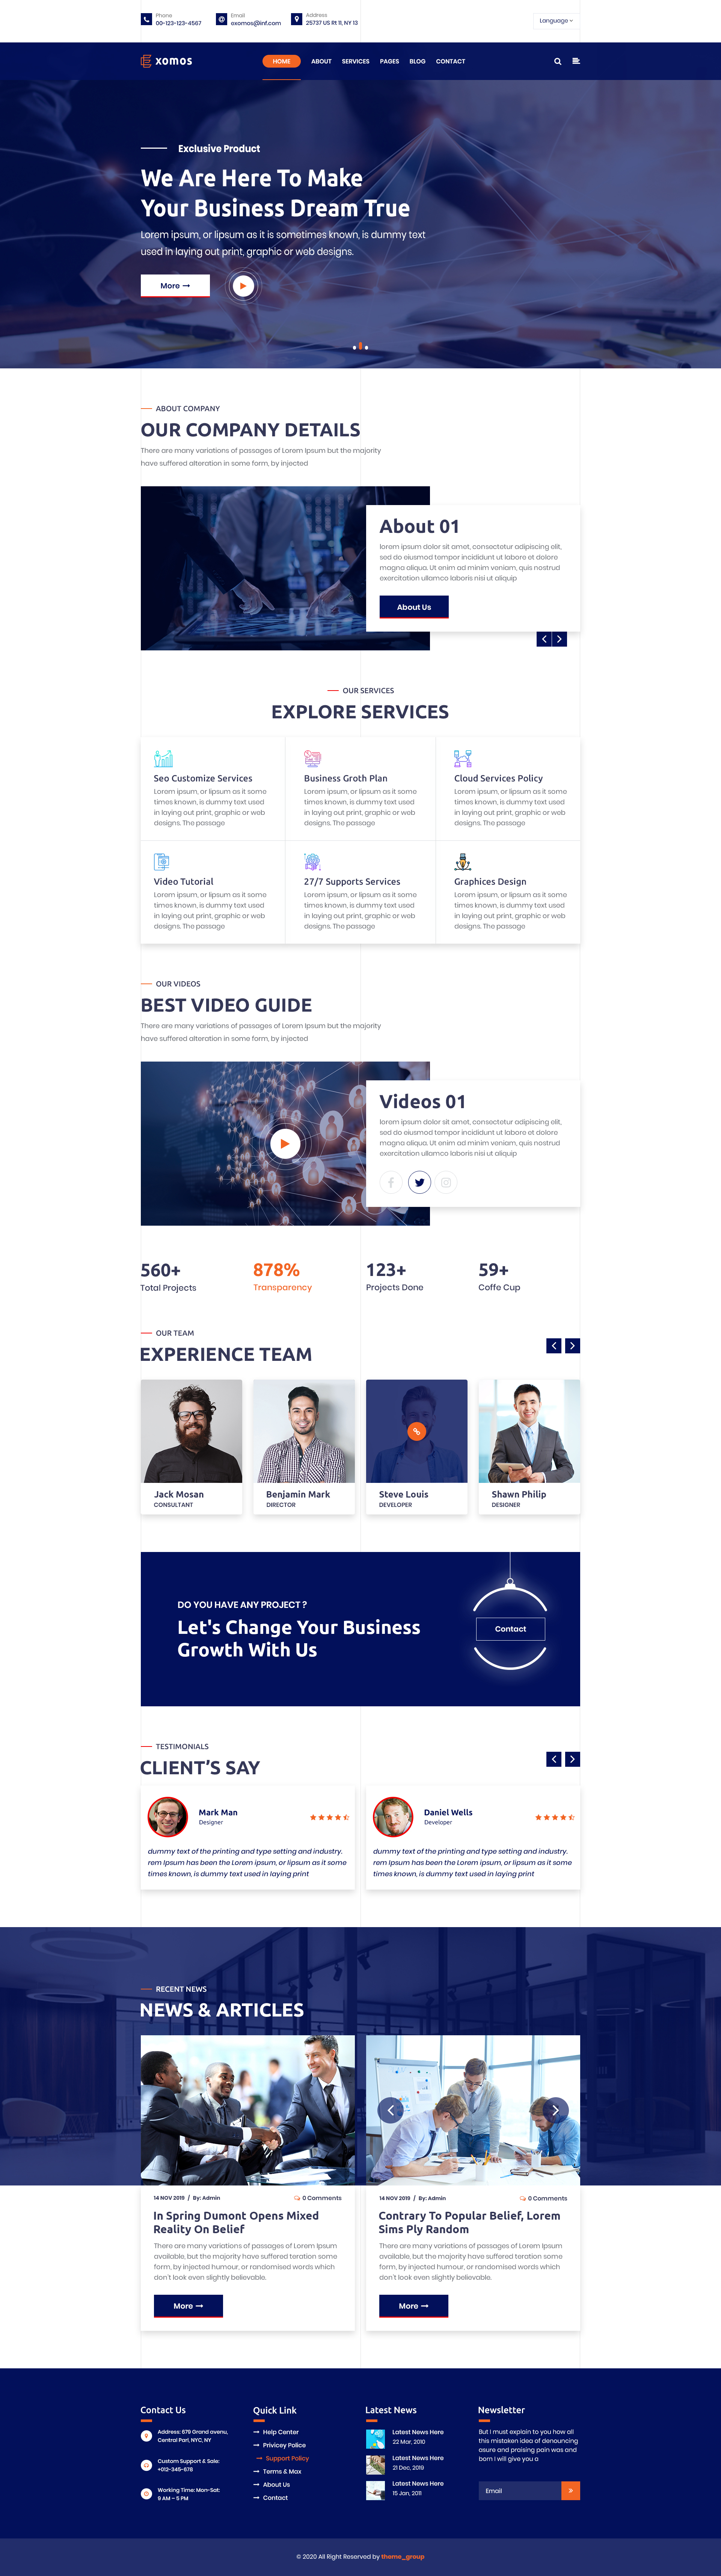 Phone
00-123-123-4567
Email
exomos@inf.com
Address
25737 US Rt 11, NY 13
Language
xomos
HOME
ABOUT
SERVICES
PAGES
BLOG
CONTACT
Exclusive Product
We Are Here To Make
Your Business Dream True
Lorem ipsum, or lipsum as it is sometimes known, is dummy text
used in laying out print, graphic or web designs.
More
ABOUT COMPANY
OUR COMPANY DETAILS
There are many variations of passages of Lorem Ipsum but the majority
have suffered alteration in some form, by injected
About 01
lorem ipsum dolor sit amet, consectetur adipiscing elit,
sed do eiusmod tempor incididunt ut labore et dolore
magna aliqua. Ut enim ad minim veniam, quis nostrud
exercitation ullamco laboris nisi ut aliquip
About Us
OUR SERVICES
EXPLORE SERVICES
Seo Customize Services
Lorem ipsum, or lipsum as it some
times known, is dummy text used
in laying out print, graphic or web
designs. The passage
Business Groth Plan
Lorem ipsum, or lipsum as it some
times known, is dummy text used
in laying out print, graphic or web
designs. The passage
Cloud Services Policy
Lorem ipsum, or lipsum as it some
times known, is dummy text used
in laying out print, graphic or web
designs. The passage
Video Tutorial
Lorem ipsum, or lipsum as it some
times known, is dummy text used
in laying out print, graphic or web
designs. The passage
27/7 Supports Services
Lorem ipsum, or lipsum as it some
times known, is dummy text used
in laying out print, graphic or web
designs. The passage
Graphices Design
Lorem ipsum, or lipsum as it some
times known, is dummy text used
in laying out print, graphic or web
designs. The passage
OUR VIDEOS
BEST VIDEO GUIDE
There are many variations of passages of Lorem Ipsum but the majority
have suffered alteration in some form, by injected
Videos 01
lorem ipsum dolor sit amet, consectetur adipiscing elit,
sed do eiusmod tempor incididunt ut labore et dolore
magna aliqua. Ut enim ad minim veniam, quis nostrud
exercitation ullamco laboris nisi ut aliquip
560+
Total Projects
878%
Transparency
123+
Projects Done
59+
Coffe Cup
OUR TEAM
EXPERIENCE TEAM
Jack Mosan
CONSULTANT
Benjamin Mark
DIRECTOR
Steve Louis
DEVELOPER
Shawn Philip
DESIGNER
DO YOU HAVE ANY PROJECT ?
Let's Change Your Business
Growth With Us
Contact
TESTIMONIALS
CLIENT’S SAY
Mark Man
Designer
dummy text of the printing and type setting and industry.
rem Ipsum has been the Lorem ipsum, or lipsum as it some
times known, is dummy text used in laying print
Daniel Wells
Developer
dummy text of the printing and type setting and industry.
rem Ipsum has been the Lorem ipsum, or lipsum as it some
times known, is dummy text used in laying print
RECENT NEWS
NEWS & ARTICLES
14 NOV 2019 / By: Admin
0 Comments
In Spring Dumont Opens Mixed
Reality On Belief
There are many variations of passages of Lorem Ipsum
available, but the majority have suffered teration some
form, by injected humour, or randomised words which
don't look even slightly believable.
More
14 NOV 2019 / By: Admin
0 Comments
Contrary To Popular Belief, Lorem
Sims Ply Random
There are many variations of passages of Lorem Ipsum
available, but the majority have suffered teration some
form, by injected humour, or randomised words which
don't look even slightly believable.
More
Contact Us
Address: 679 Grand avenu,
Central Parl, NYC, NY
Custom Support & Sale:
+012-345-678
Working Time: Mon-Sat:
9 AM – 5 PM
Quick Link
Help Center
Privicey Police
Support Policy
Terms & Max
About Us
Contact
Latest News
Latest News Here
22 Mar, 2010
Latest News Here
21 Dec, 2019
Latest News Here
15 Jan, 2011
Newsletter
But I must explain to you how all
this mistaken idea of denouncing
asure and praising pain was and
born I will give you a
Email
© 2020 All Right Reserved by theme_group